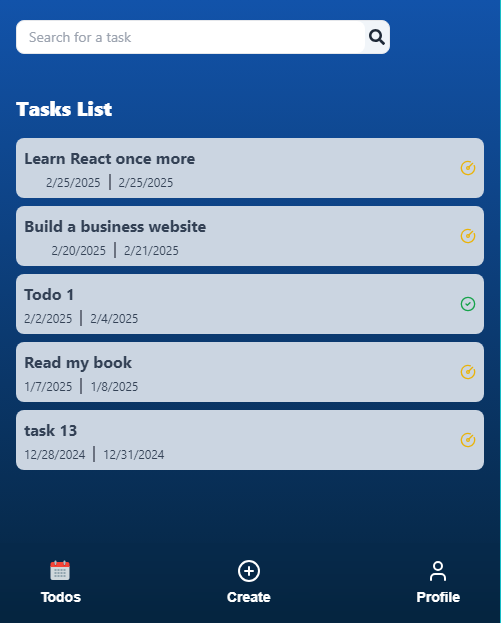 Search for a task
Tasks List
Learn React once more
2/25/2025 | 2/25/2025
Build a business website
2/20/2025 | 2/21/2025
Todo 1
2/2/2025 | 2/4/2025
Read my book
1/7/2025 | 1/8/2025
task 13
12/28/2024 | 12/31/2024
Todos Create Profile